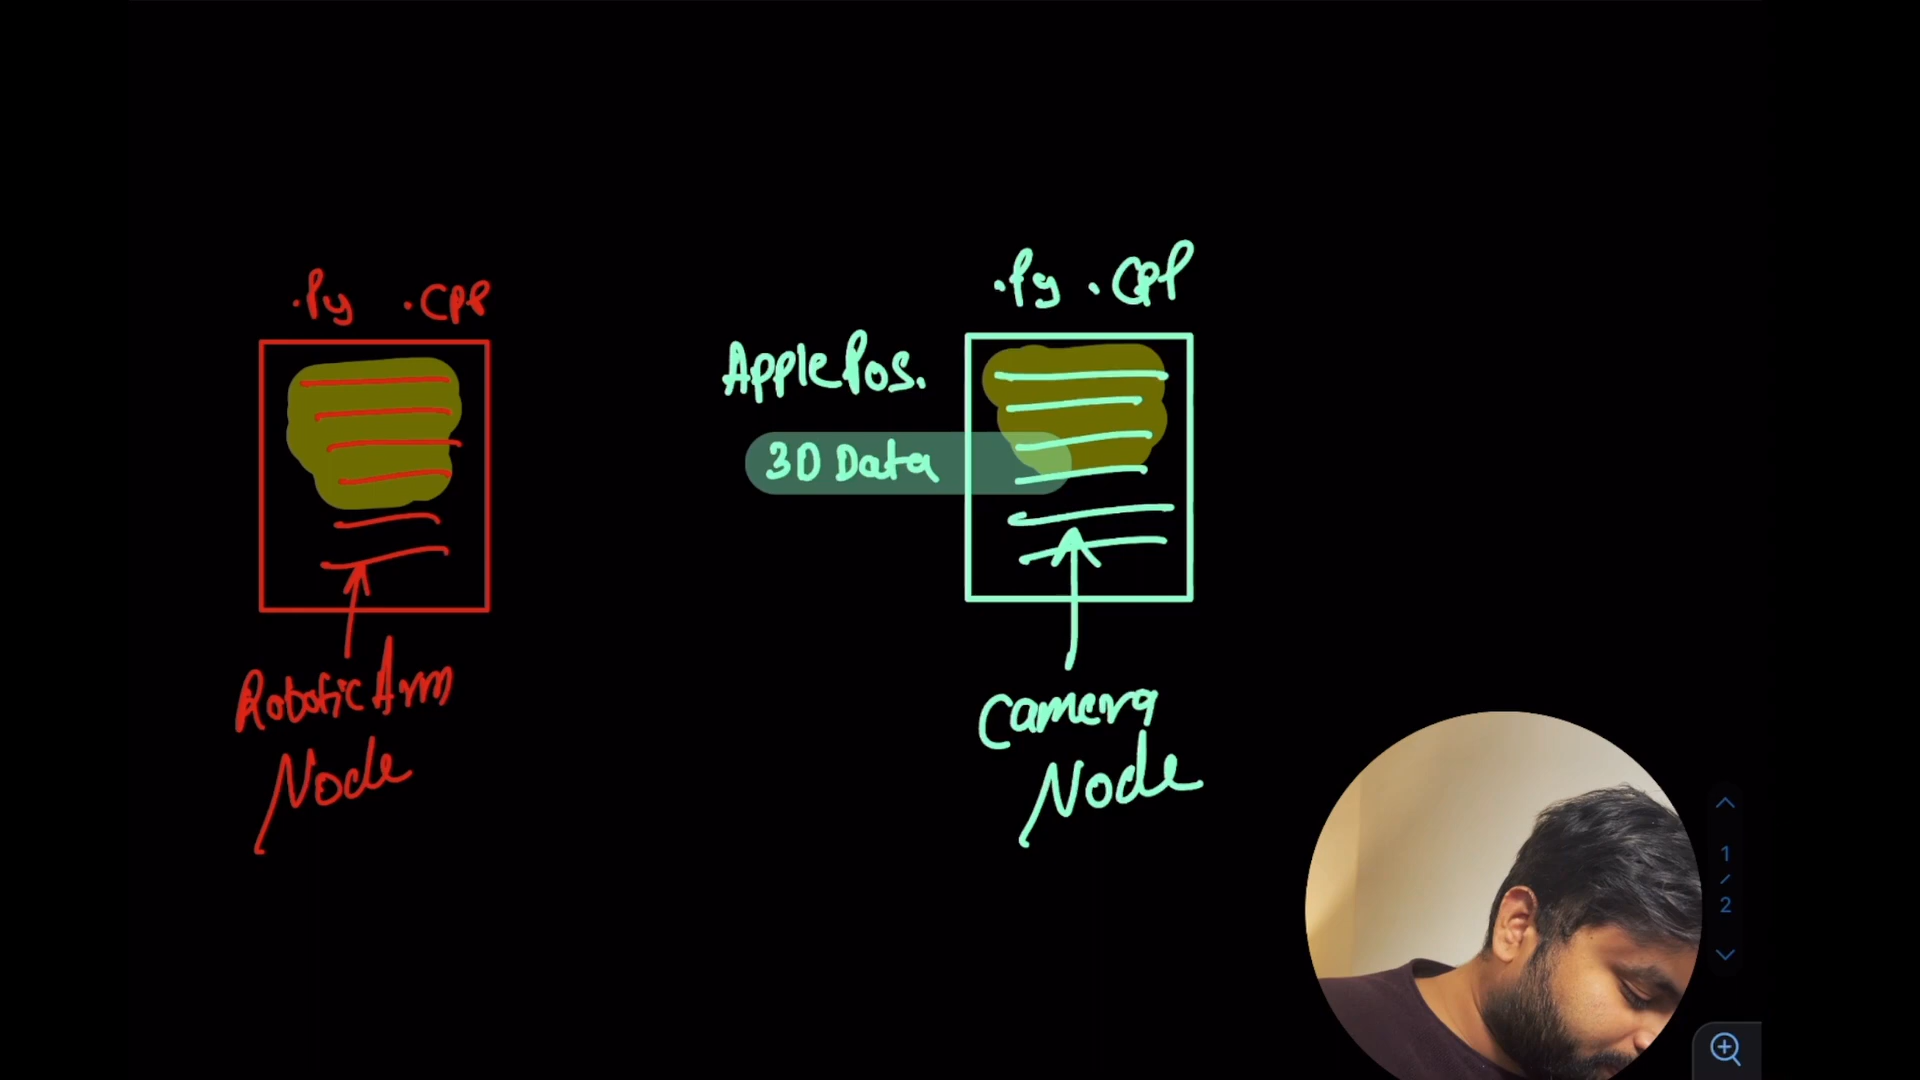 .Py .CPP
Robotic Arm
Node
.Py .CPP
Apple Pos.
3D Data
Camera
Node
1
/
2